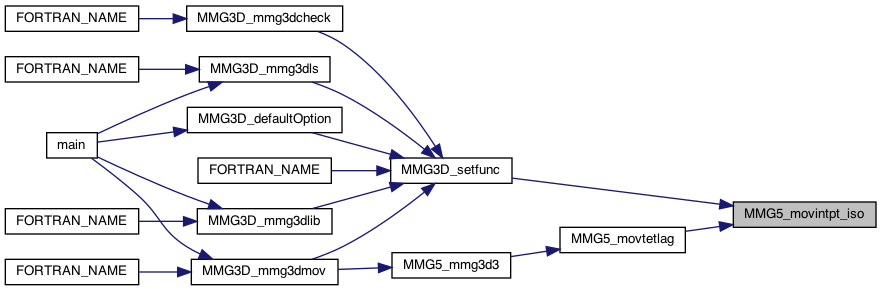 FORTRAN_NAME
MMG3D_mmg3dcheck
FORTRAN_NAME
MMG3D_mmg3dls
MMG3D_defaultOption
main
FORTRAN_NAME
MMG3D_setfunc
FORTRAN_NAME
MMG3D_mmg3dlib
MMG5_movintpt_iso
MMG5_movtetlag
FORTRAN_NAME
MMG3D_mmg3dmov
MMG5_mmg3d3